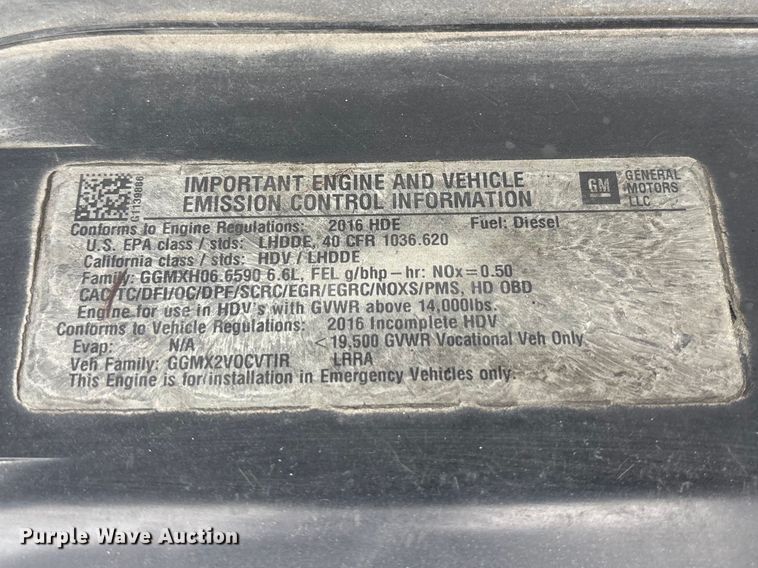 G1139886
IMPORTANT ENGINE AND VEHICLE
EMISSION CONTROL INFORMATION
GM
GENERAL
MOTORS
LLC
Conforms to Engine Regulations: 2016 HDE Fuel: Diesel
U.S. EPA class / stds: LHDDE, 40 CFR 1036.620
California class / stds: HDV / LHDDE
Family: GGMXH06.6590 6.6L, FEL g/bhp-hr: NOx=0.50
CAC/TC/DFI/OC/DPF/SCRC/EGR/EGRC/NOXS/PMS, HD OBD
Engine for use in HDV's with GVWR above 14,000lbs.
Conforms to Vehicle Regulations: 2016 Incomplete HDV
Evap: N/A <19,500 GVWR Vocational Veh Only
Veh Family: GGMX2VOCVTIR LRRA
This Engine is for installation in Emergency Vehicles only.
Purple Wave Auction